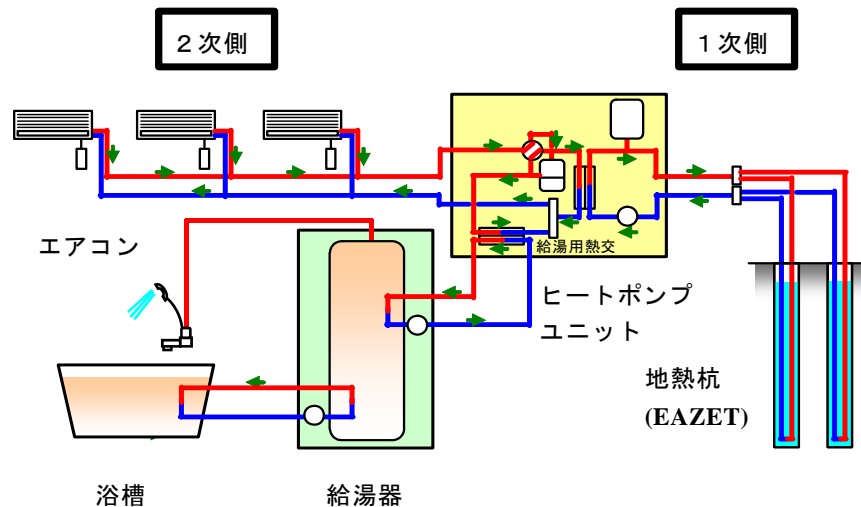 ２次側
１次側
エアコン
給湯用熱交
ヒートポンプ
ユニット
地熱杭
(EAZET)
浴槽
給湯器